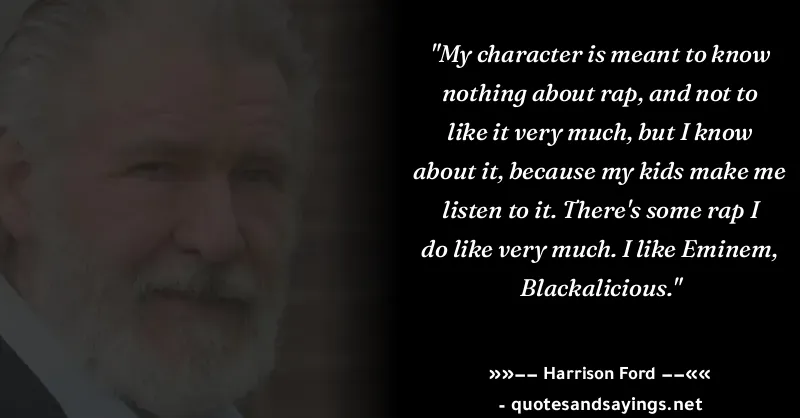 "My character is meant to know
nothing about rap, and not to
like it very much, but I know
about it, because my kids make me
listen to it. There's some rap I
do like very much. I like Eminem,
Blackalicious."
»»−− Harrison Ford −−««
- quotesandsayings.net